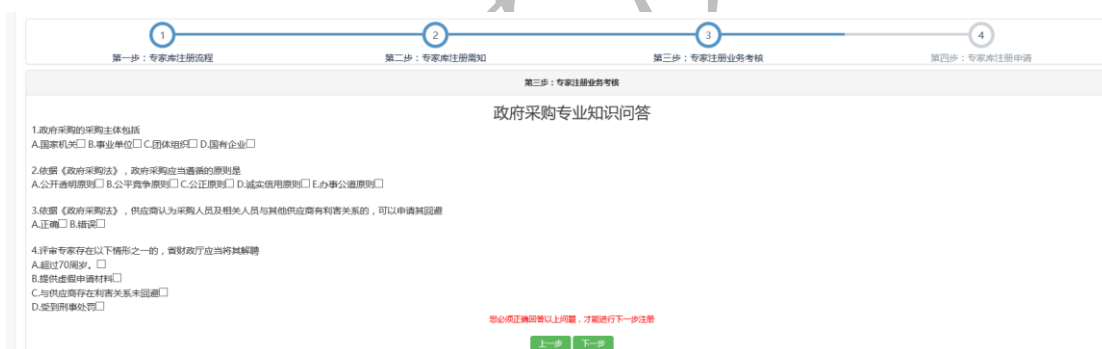 1
2
3
4
第一步：专家库注册流程
第二步：专家库注册需知
第三步：专家注册业务考核
第四步：专家库注册申请
第三步：专家注册业务考核
政府采购专业知识问答
1.政府采购的采购主体包括
A.国家机关□ B.事业单位□ C.团体组织□ D.国有企业□
2.依据《政府采购法》，政府采购应当遵循的原则是
A.公开透明原则□ B.公平竞争原则□ C.公正原则□ D.诚实信用原则□ E.办事公道原则□
3.依据《政府采购法》，供应商认为采购人员及相关人员与其他供应商有利害关系的，可以申请其回避
A.正确□ B.错误□
4.评审专家存在以下情形之一的，省财政厅应当将其解聘
A.超过70周岁。□
B.提供虚假申请材料□
C.与供应商存在利害关系未回避□
D.受到刑事处罚□
您必须正确回答以上问题，才能进行下一步注册
上一步 下一步